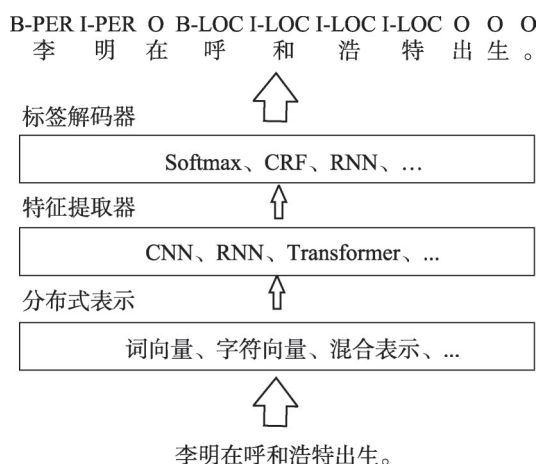 B-PER I-PER O B-LOC I-LOC I-LOC I-LOC O O O
李 明 在 呼 和 浩 特 出 生 。
标签解码器
Softmax、CRF、RNN、…
特征提取器
CNN、RNN、Transformer、...
分布式表示
词向量、字符向量、混合表示、...
李明在呼和浩特出生。